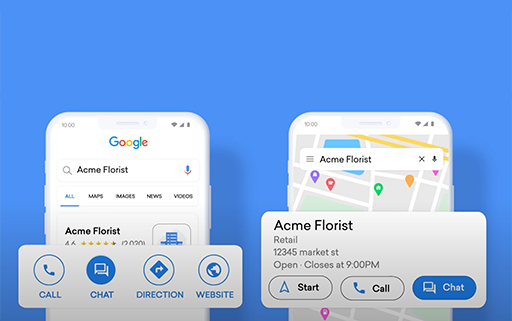 10:00
Google
Acme Florist
ALL MAPS IMAGES NEWS VIDEOS
Acme Florist
4.6 (2,020)
CALL CHAT DIRECTION WEBSITE
10:00
Acme Florist
Acme Florist
Retail
12345 market st
Open · Closes at 9:00PM
Start Call Chat